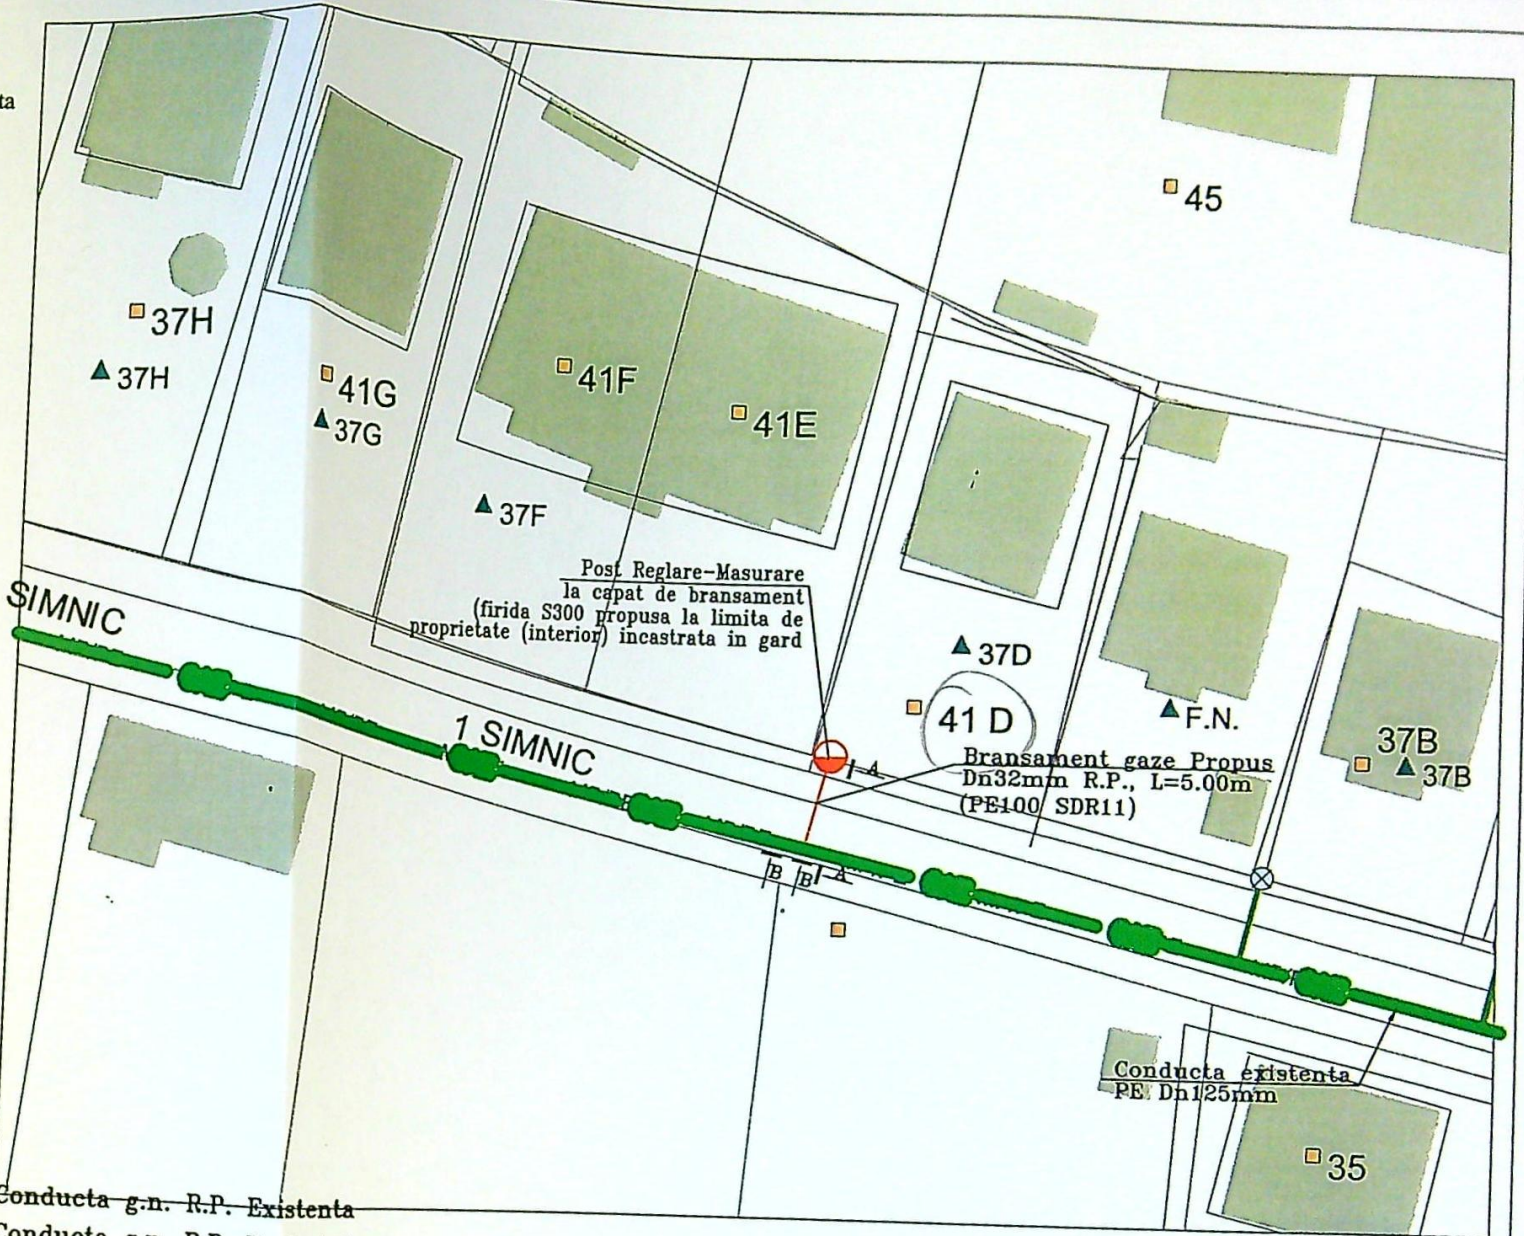 ta
45
37H
37H
41G
37G
41F
41E
37F
Post Reglare-Masurare
la capat de bransament
(firida S300 propusa la limita de
proprietate (interior) incastrata in gard
SIMNIC
37D
41 D
F.N.
37B
37B
1 SIMNIC
A
Bransament gaze Propus
Dn32mm R.P., L=5.00m
(PE100 SDR11)
B
B
A
Conducta existenta
PE Dn125mm
35
Conducta g.n. R.P. Existenta